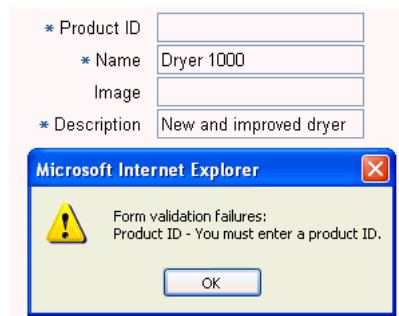 * Product ID
* Name Dryer 1000
Image
* Description New and improved dryer
Microsoft Internet Explorer
Form validation failures:
Product ID - You must enter a product ID.
OK